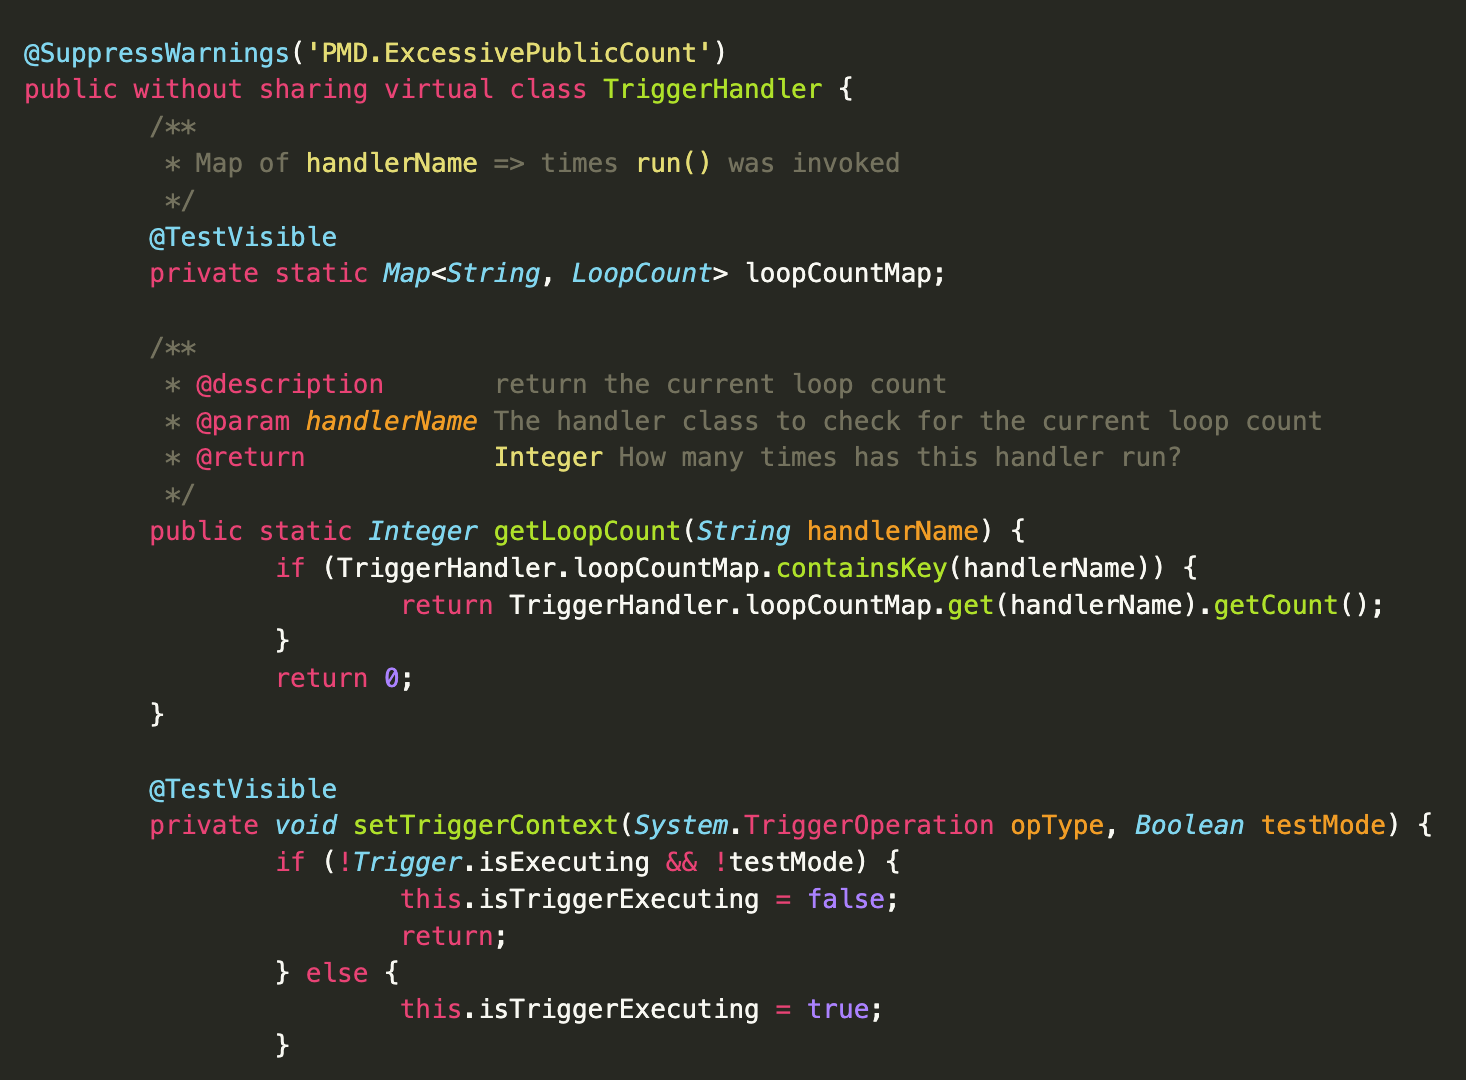 @SuppressWarnings('PMD.ExcessivePublicCount')
public without sharing virtual class TriggerHandler {
/**
* Map of handlerName => times run() was invoked
*/
@TestVisible
private static Map<String, LoopCount> loopCountMap;
/**
* @description return the current loop count
* @param handlerName The handler class to check for the current loop count
* @return Integer How many times has this handler run?
*/
public static Integer getLoopCount(String handlerName) {
if (TriggerHandler.loopCountMap.containsKey(handlerName)) {
return TriggerHandler.loopCountMap.get(handlerName).getCount();
}
return 0;
}
@TestVisible
private void setTriggerContext(System.TriggerOperation opType, Boolean testMode) {
if (!Trigger.isExecuting && !testMode) {
this.isTriggerExecuting = false;
return;
} else {
this.isTriggerExecuting = true;
}